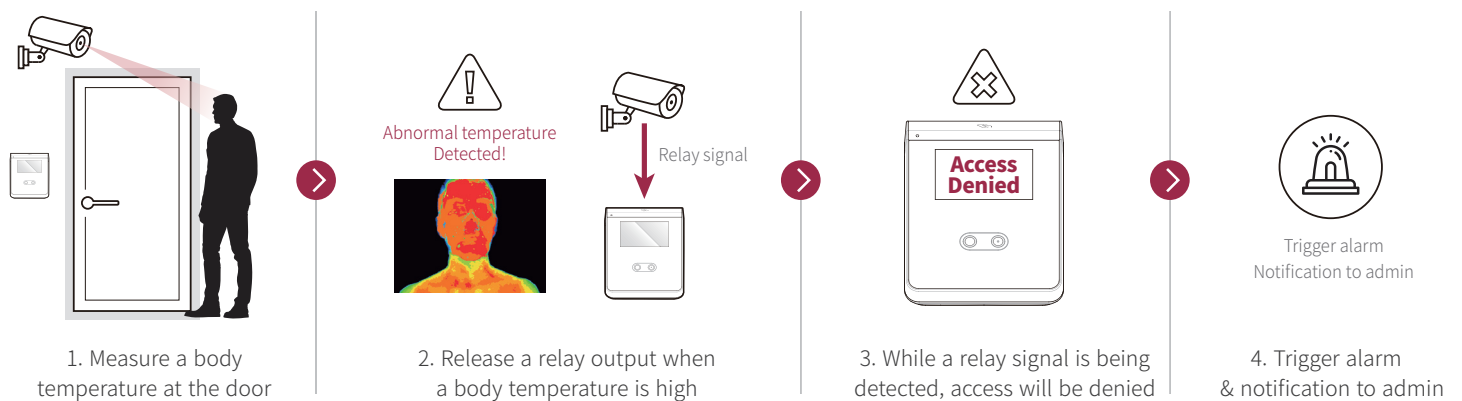 Abnormal temperature
Detected!
Relay signal
Access
Denied
Trigger alarm
Notification to admin
1. Measure a body
temperature at the door
2. Release a relay output when
a body temperature is high
3. While a relay signal is being
detected, access will be denied
4. Trigger alarm
& notification to admin